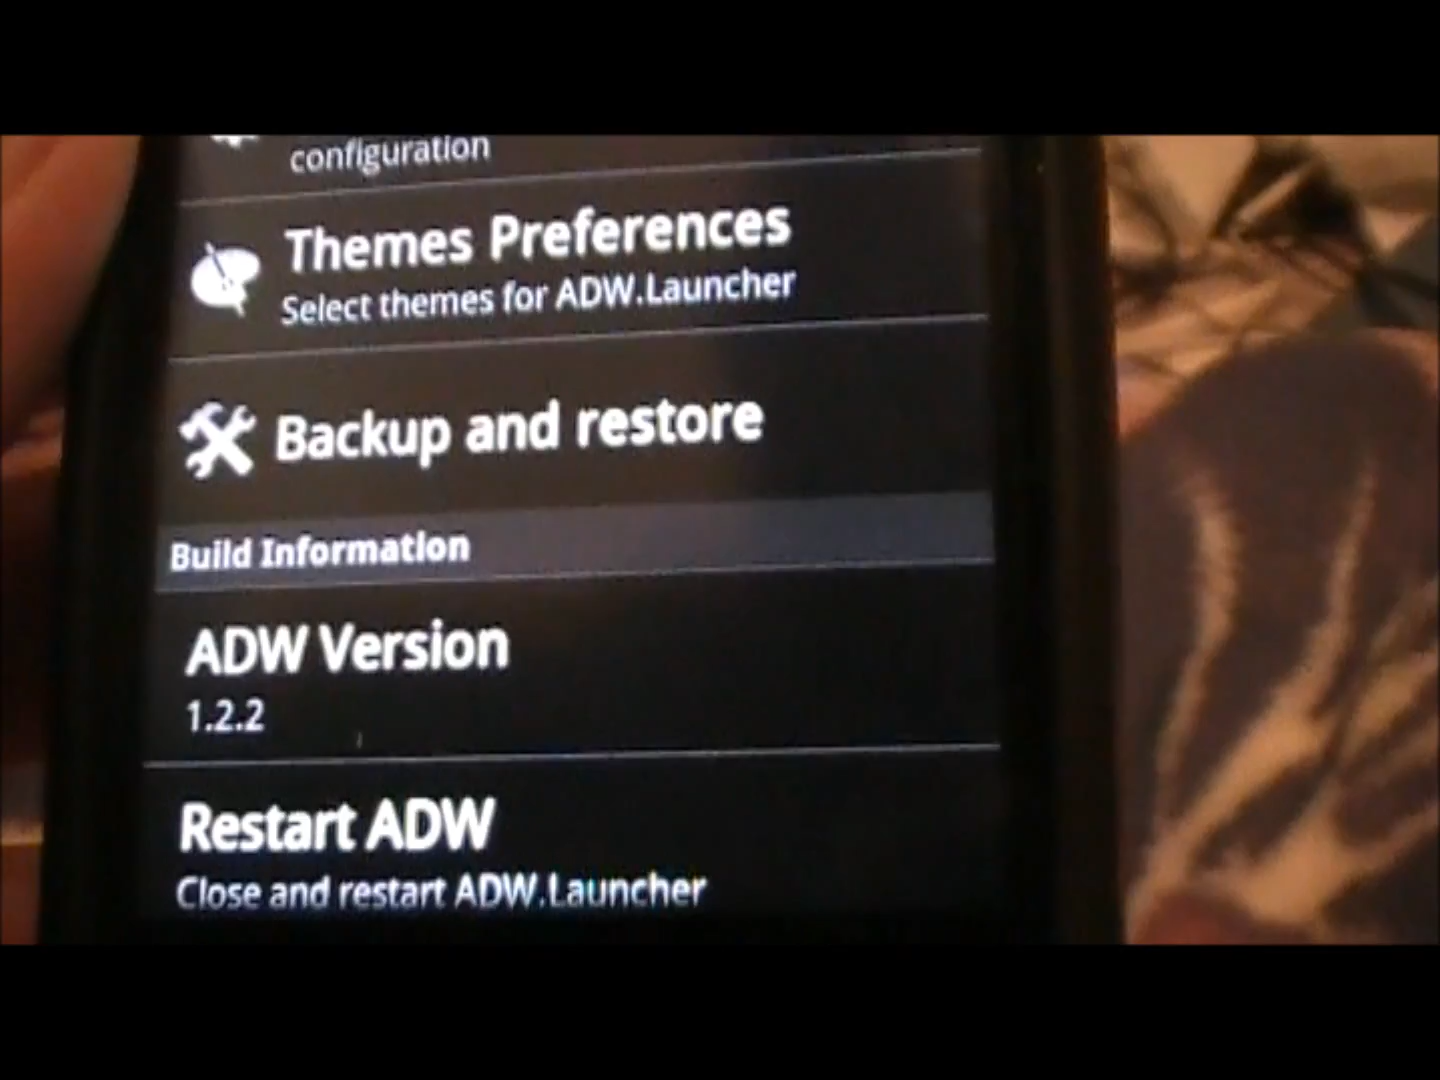 configuration
Themes Preferences
Select themes for ADW.Launcher
Backup and restore
Build Information
ADW Version
1.2.2
Restart ADW
Close and restart ADW.Launcher